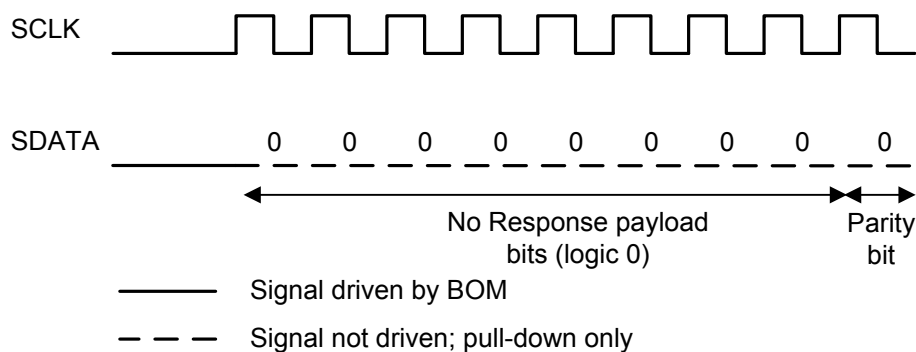 SCLK
SDATA
0 0 0 0 0 0 0 0 0
No Response payload
bits (logic 0)
Parity
bit
Signal driven by BOM
Signal not driven; pull-down only